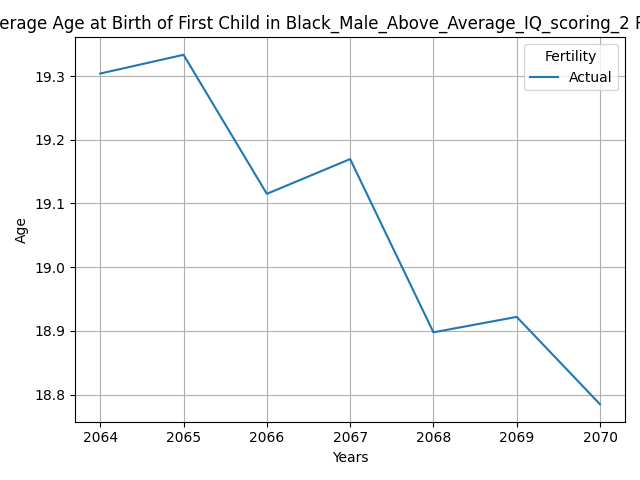 erage Age at Birth of First Child in Black_Male_Above_Average_IQ_scoring_2
Fertility
Actual
19.3
19.2
19.1
19.0
18.9
18.8
Age
2064 2065 2066 2067 2068 2069 2070
Years